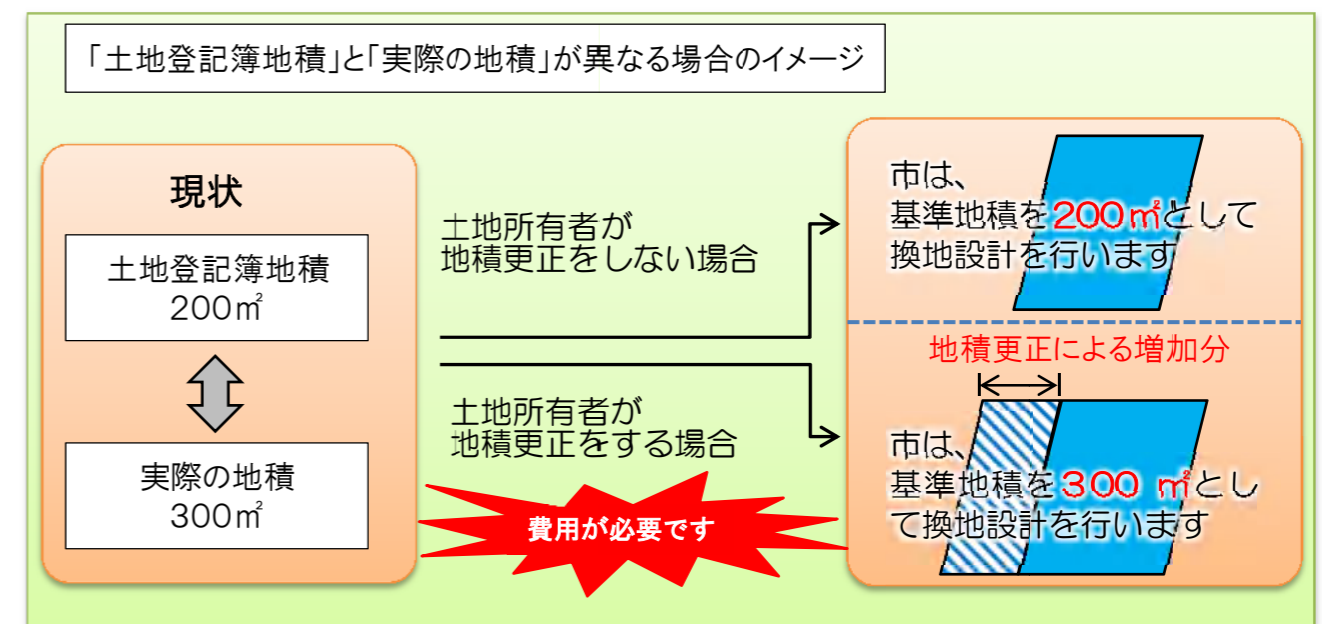 「土地登記簿地積」と「実際の地積」が異なる場合のイメージ
現状
土地登記簿地積
200㎡
実際の地積
300㎡
土地所有者が
地積更正をしない場合
土地所有者が
地積更正をする場合
費用が必要です
市は、
基準地積を200㎡として
換地設計を行います
地積更正による増加分
市は、
基準地積を300 ㎡とし
て換地設計を行います